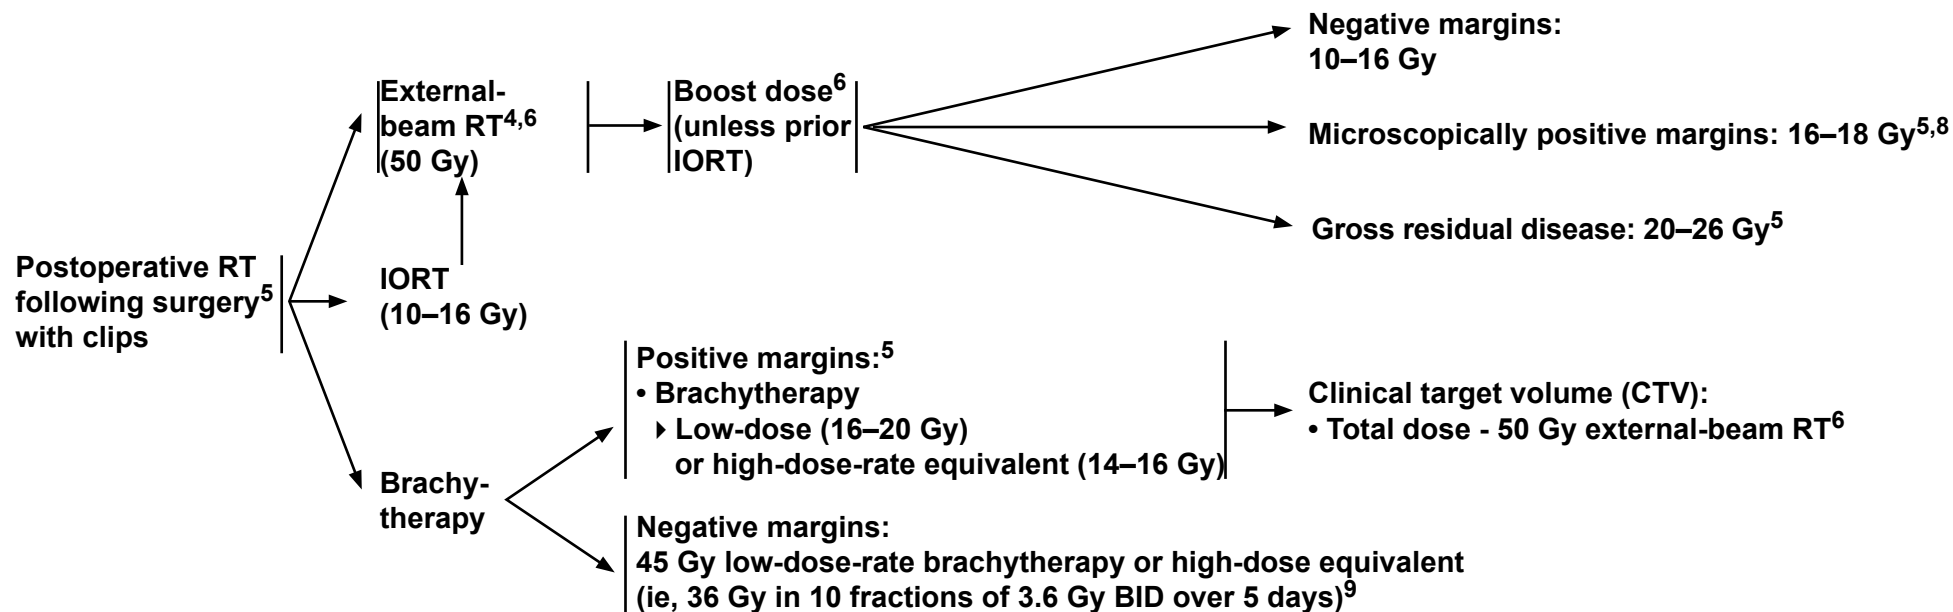 Postoperative RT
following surgery5
with clips
External-
beam RT4,6
(50 Gy)
Boost dose6
(unless prior
IORT)
Negative margins:
10–16 Gy
Microscopically positive margins: 16–18 Gy5,8
Gross residual disease: 20–26 Gy5
IORT
(10–16 Gy)
Brachy-
therapy
Positive margins:5
• Brachytherapy
Low-dose (16–20 Gy)
or high-dose-rate equivalent (14–16 Gy)
Clinical target volume (CTV):
• Total dose - 50 Gy external-beam RT6
Negative margins:
45 Gy low-dose-rate brachytherapy or high-dose equivalent
(ie, 36 Gy in 10 fractions of 3.6 Gy BID over 5 days)9